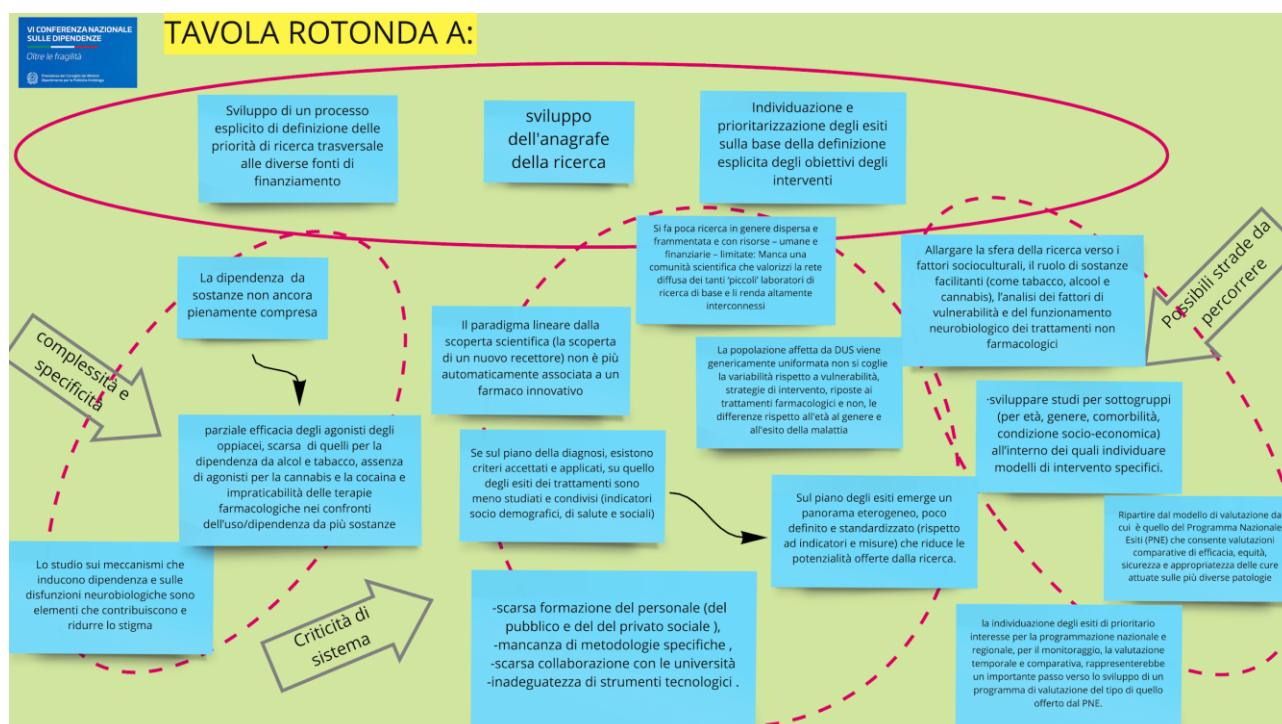 VI CONFERENZA NAZIONALE
SULLE DIPENDENZE
Oltre le fragilità
Presidenza del Consiglio dei Ministri
Dipartimento per le Politiche Antidroga
TAVOLA ROTONDA A:
Sviluppo di un processo
esplicito di definizione delle
priorità di ricerca trasversale
alle diverse fonti di
finanziamento
sviluppo
dell'anagrafe
della ricerca
Individuazione e
prioritarizzazione degli esiti
sulla base della definizione
esplicita degli obiettivi degli
interventi
complessità e
specificità
La dipendenza da
sostanze non ancora
pienamente compresa
parziale efficacia degli agonisti degli
oppiacei, scarsa di quelli per la
dipendenza da alcol e tabacco, assenza
di agonisti per la cannabis e la cocaina e
impraticabilità delle terapie
farmacologiche nei confronti
dell'uso/dipendenza da più sostanze
Lo studio sui meccanismi che
inducono dipendenza e sulle
disfunzioni neurobiologiche sono
elementi che contribuiscono e
ridurre lo stigma
Criticità di
sistema
Si fa poca ricerca in genere dispersa e
frammentata e con risorse – umane e
finanziarie – limitate: Manca una
comunità scientifica che valorizzi la rete
diffusa dei tanti 'piccoli' laboratori di
ricerca di base e li renda altamente
interconnessi
Il paradigma lineare dalla
scoperta scientifica (la scoperta
di un nuovo recettore) non è più
automaticamente associata a un
farmaco innovativo
La popolazione affetta da DUS viene
genericamente uniformata non si coglie
la variabilità rispetto a vulnerabilità,
strategie di intervento, riposte ai
trattamenti farmacologici e non, le
differenze rispetto all'età al genere e
all'esito della malattia
Se sul piano della diagnosi, esistono
criteri accettati e applicati, su quello
degli esiti dei trattamenti sono
meno studiati e condivisi (indicatori
socio demografici, di salute e sociali)
Sul piano degli esiti emerge un
panorama eterogeneo, poco
definito e standardizzato (rispetto
ad indicatori e misure) che riduce le
potenzialità offerte dalla ricerca.
-scarsa formazione del personale (del
pubblico e del del privato sociale ),
-mancanza di metodologie specifiche ,
-scarsa collaborazione con le università
-inadeguatezza di strumenti tecnologici .
Possibili strade da
percorrere
Allargare la sfera della ricerca verso i
fattori socioculturali, il ruolo di sostanze
facilitanti (come tabacco, alcool e
cannabis), l'analisi dei fattori di
vulnerabilità e del funzionamento
neurobiologico dei trattamenti non
farmacologici
-sviluppare studi per sottogruppi
(per età, genere, comorbilità,
condizione socio-economica)
all'interno dei quali individuare
modelli di intervento specifici.
Ripartire dal modello di valutazione da
cui è quello del Programma Nazionale
Esiti (PNE) che consente valutazioni
comparative di efficacia, equità,
sicurezza e appropriatezza delle cure
attuate sulle più diverse patologie
la individuazione degli esiti di prioritario
interesse per la programmazione nazionale e
regionale, per il monitoraggio, la valutazione
temporale e comparativa, rappresenterebbe
un importante passo verso lo sviluppo di un
programma di valutazione del tipo di quello
offerto dal PNE.